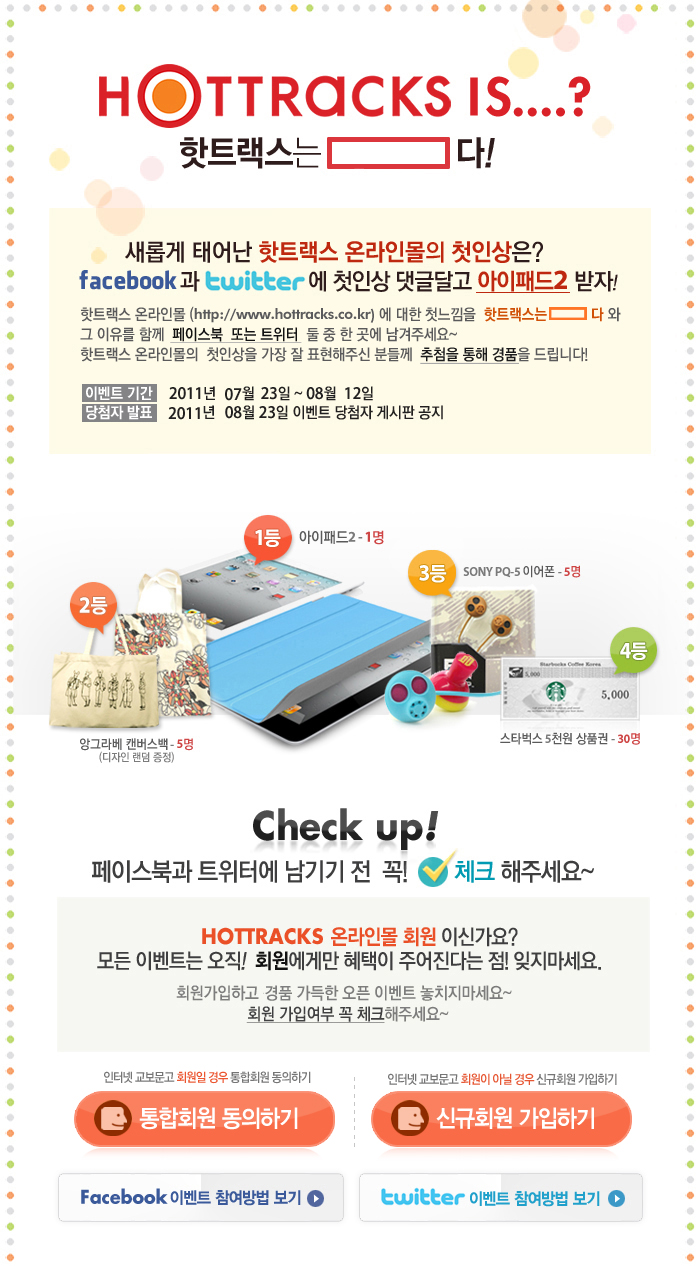 HOTTRACKS IS....?
핫트랙스는 다!
새롭게 태어난 핫트랙스 온라인몰의 첫인상은?
facebook과 twitter에 첫인상 댓글달고 아이패드2 받자!
핫트랙스 온라인몰 (http://www.hottracks.co.kr) 에 대한 첫느낌을 핫트랙스는 다 와
그 이유를 함께 페이스북 또는 트위터 둘 중 한 곳에 남겨주세요~
핫트랙스 온라인몰의 첫인상을 가장 잘 표현해주신 분들께 추첨을 통해 경품을 드립니다!
이벤트 기간 2011년 07월 23일 ~ 08월 12일
당첨자 발표 2011년 08월 23일 이벤트 당첨자 게시판 공지
1등 아이패드2 - 1명
3등 SONY PQ-5 이어폰 - 5명
2등
4등
Starbucks Coffee Korea
5,000
5,000
앙그라베 캔버스백 - 5명
(디자인 랜덤 증정)
스타벅스 5천원 상품권 - 30명
Check up!
페이스북과 트위터에 남기기 전 꼭! 체크 해주세요~
HOTTRACKS 온라인몰 회원 이신가요?
모든 이벤트는 오직! 회원에게만 혜택이 주어진다는 점! 잊지마세요.
회원가입하고 경품 가득한 오픈 이벤트 놓치지마세요~
회원 가입여부 꼭 체크해주세요~
인터넷 교보문고 회원일 경우 통합회원 동의하기
통합회원 동의하기
인터넷 교보문고 회원이 아닐 경우 신규회원 가입하기
신규회원 가입하기
Facebook 이벤트 참여방법 보기
twitter 이벤트 참여방법 보기